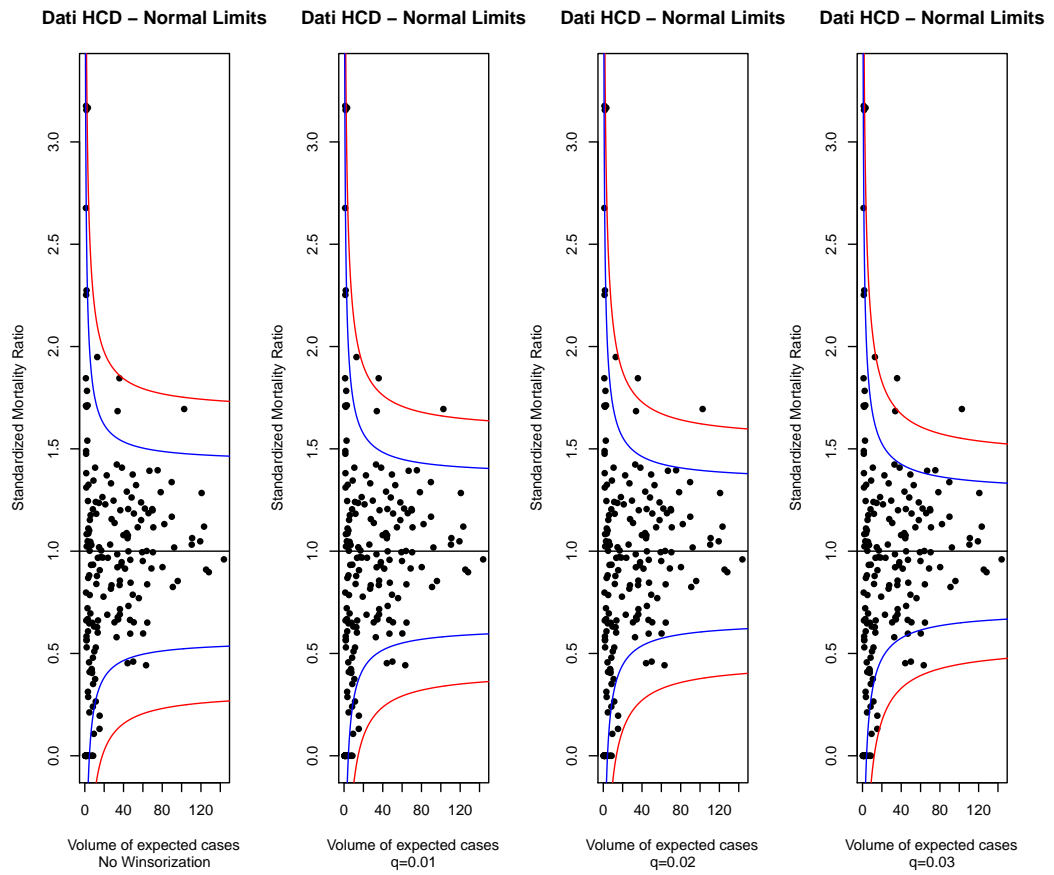 Dati HCD − Normal Limits
Standardized Mortality Ratio
3.0
2.5
2.0
1.5
1.0
0.5
0.0
0 40 80 120
Volume of expected cases
No Winsorization
Dati HCD − Normal Limits
Standardized Mortality Ratio
3.0
2.5
2.0
1.5
1.0
0.5
0.0
0 40 80 120
Volume of expected cases
q=0.01
Dati HCD − Normal Limits
Standardized Mortality Ratio
3.0
2.5
2.0
1.5
1.0
0.5
0.0
0 40 80 120
Volume of expected cases
q=0.02
Dati HCD − Normal Limits
Standardized Mortality Ratio
3.0
2.5
2.0
1.5
1.0
0.5
0.0
0 40 80 120
Volume of expected cases
q=0.03